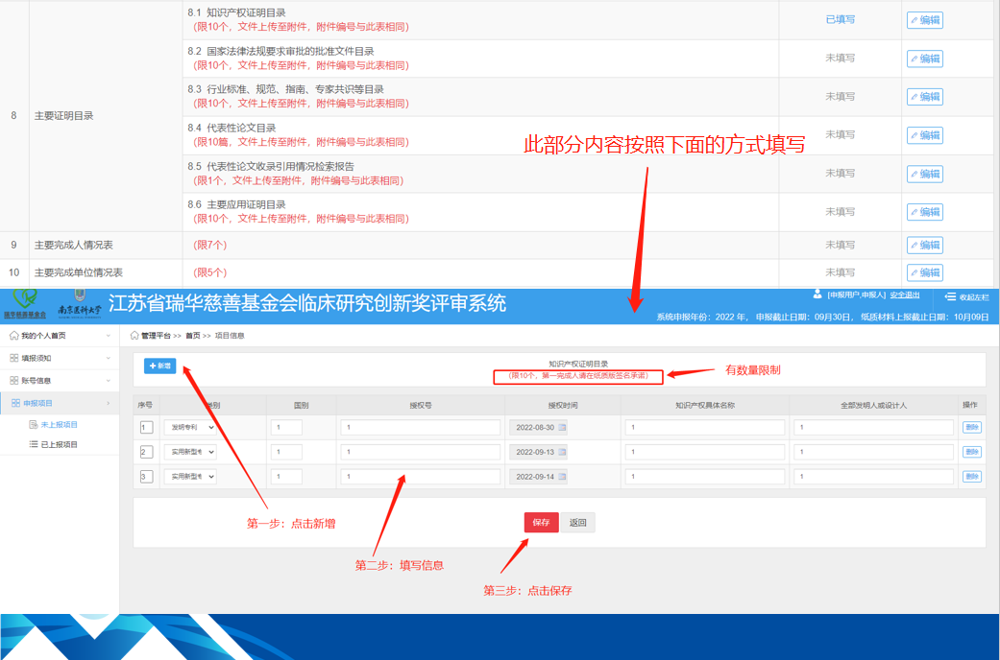 8.1 知识产权证明目录
已填写
编辑
(限10个，文件上传至附件，附件编号与此表相同)
8.2 国家法律法规要求审批的批准文件目录
未填写
编辑
(限10个，文件上传至附件，附件编号与此表相同)
8.3 行业标准、规范、指南、专家共识等目录
未填写
编辑
(限10个，文件上传至附件，附件编号与此表相同)
8
主要证明目录
8.4 代表性论文目录
未填写
编辑
(限10篇，文件上传至附件，附件编号与此表相同)
此部分内容按照下面的方式填写
8.5 代表性论文收录引用情况检索报告
未填写
编辑
(限1个，文件上传至附件，附件编号与此表相同)
8.6 主要应用证明目录
未填写
编辑
(限10个，文件上传至附件，附件编号与此表相同)
9
主要完成人情况表
(限7个)
未填写
编辑
10
主要完成单位情况表
(限5个)
未填写
编辑
瑞华慈善基金会
南京医科大学
江苏省瑞华慈善基金会临床研究创新奖评审系统
[申报用户,申报人] 安全退出
收起左栏
系统申报年份：2022 年， 申报截止日期：09月30日， 纸质材料上报截止日期：10月09日
我的个人首页
管理平台 >> 首页 >> 项目信息
填报须知
账号信息
申报项目
未上报项目
已上报项目
+ 新增
知识产权证明目录
(限10个，第一完成人请在纸质版签名承诺)
有数量限制
序号
类别
国别
授权号
授权时间
知识产权具体名称
全部发明人或设计人
操作
1
发明专利
1
1
2022-08-30
1
1
删除
2
实用新型专
1
1
2022-09-13
1
1
删除
3
实用新型专
1
1
2022-09-14
1
1
删除
保存
返回
第一步：点击新增
第二步：填写信息
第三步：点击保存